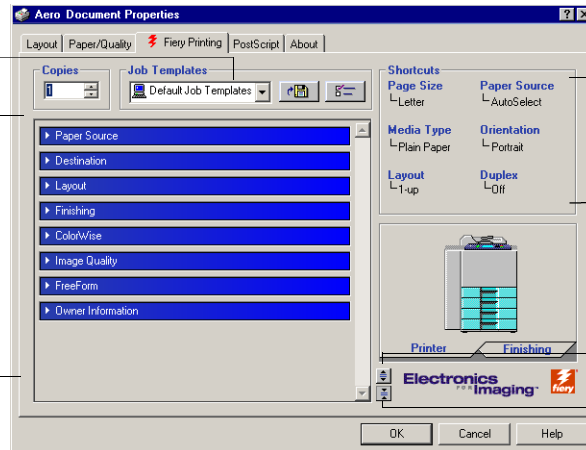 Aero Document Properties
Layout Paper/Quality Fiery Printing PostScript About
Copies
1
Job Templates
Default Job Templates
Paper Source
Destination
Layout
Finishing
ColorWise
Image Quality
FreeForm
Owner Information
Shortcuts
Page Size
Letter
Paper Source
AutoSelect
Media Type
Plain Paper
Orientation
Portrait
Layout
1-up
Duplex
Off
Printer Finishing
Electronics
FOR Imaging
fiery
OK Cancel Help